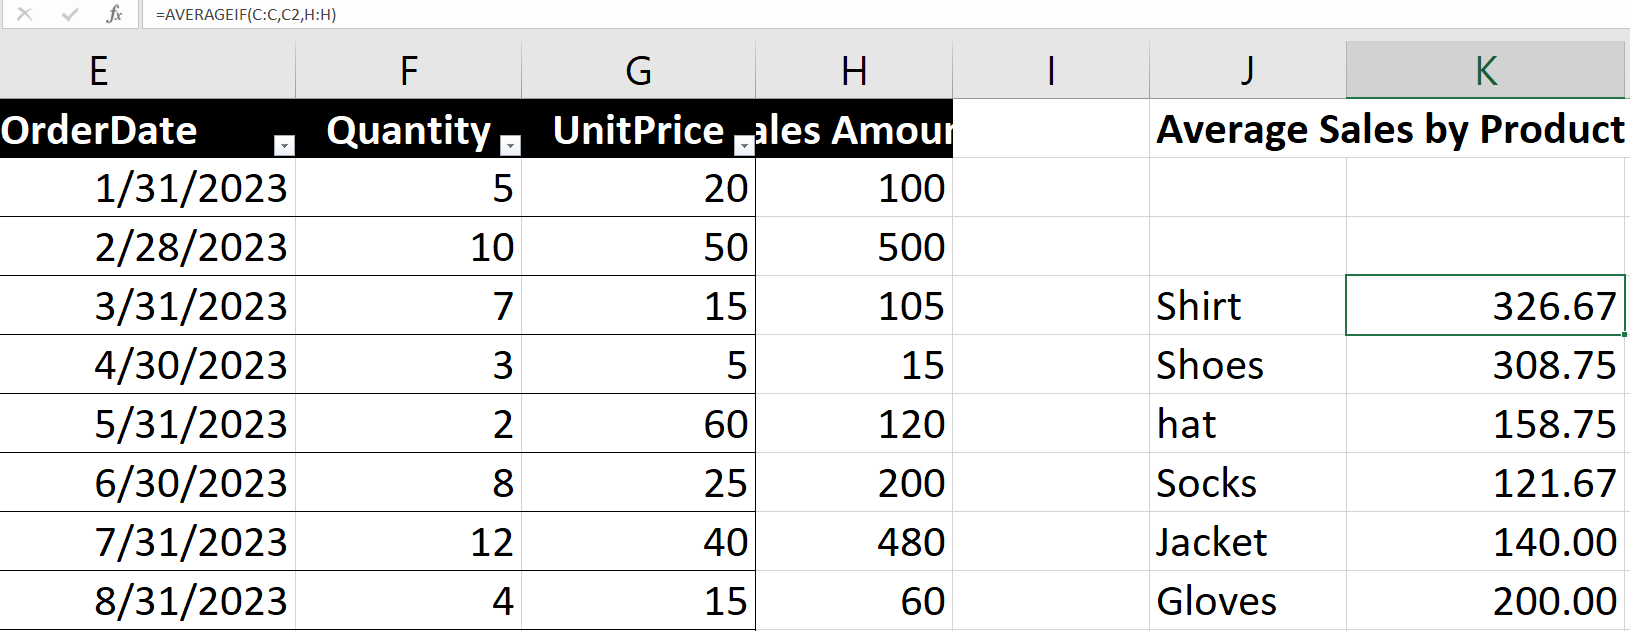 fx =AVERAGEIF(C:C,C2,H:H)
E F G H I J K
OrderDate Quantity UnitPrice ales Amour Average Sales by Product
1/31/2023 5 20 100
2/28/2023 10 50 500
3/31/2023 7 15 105 Shirt 326.67
4/30/2023 3 5 15 Shoes 308.75
5/31/2023 2 60 120 hat 158.75
6/30/2023 8 25 200 Socks 121.67
7/31/2023 12 40 480 Jacket 140.00
8/31/2023 4 15 60 Gloves 200.00